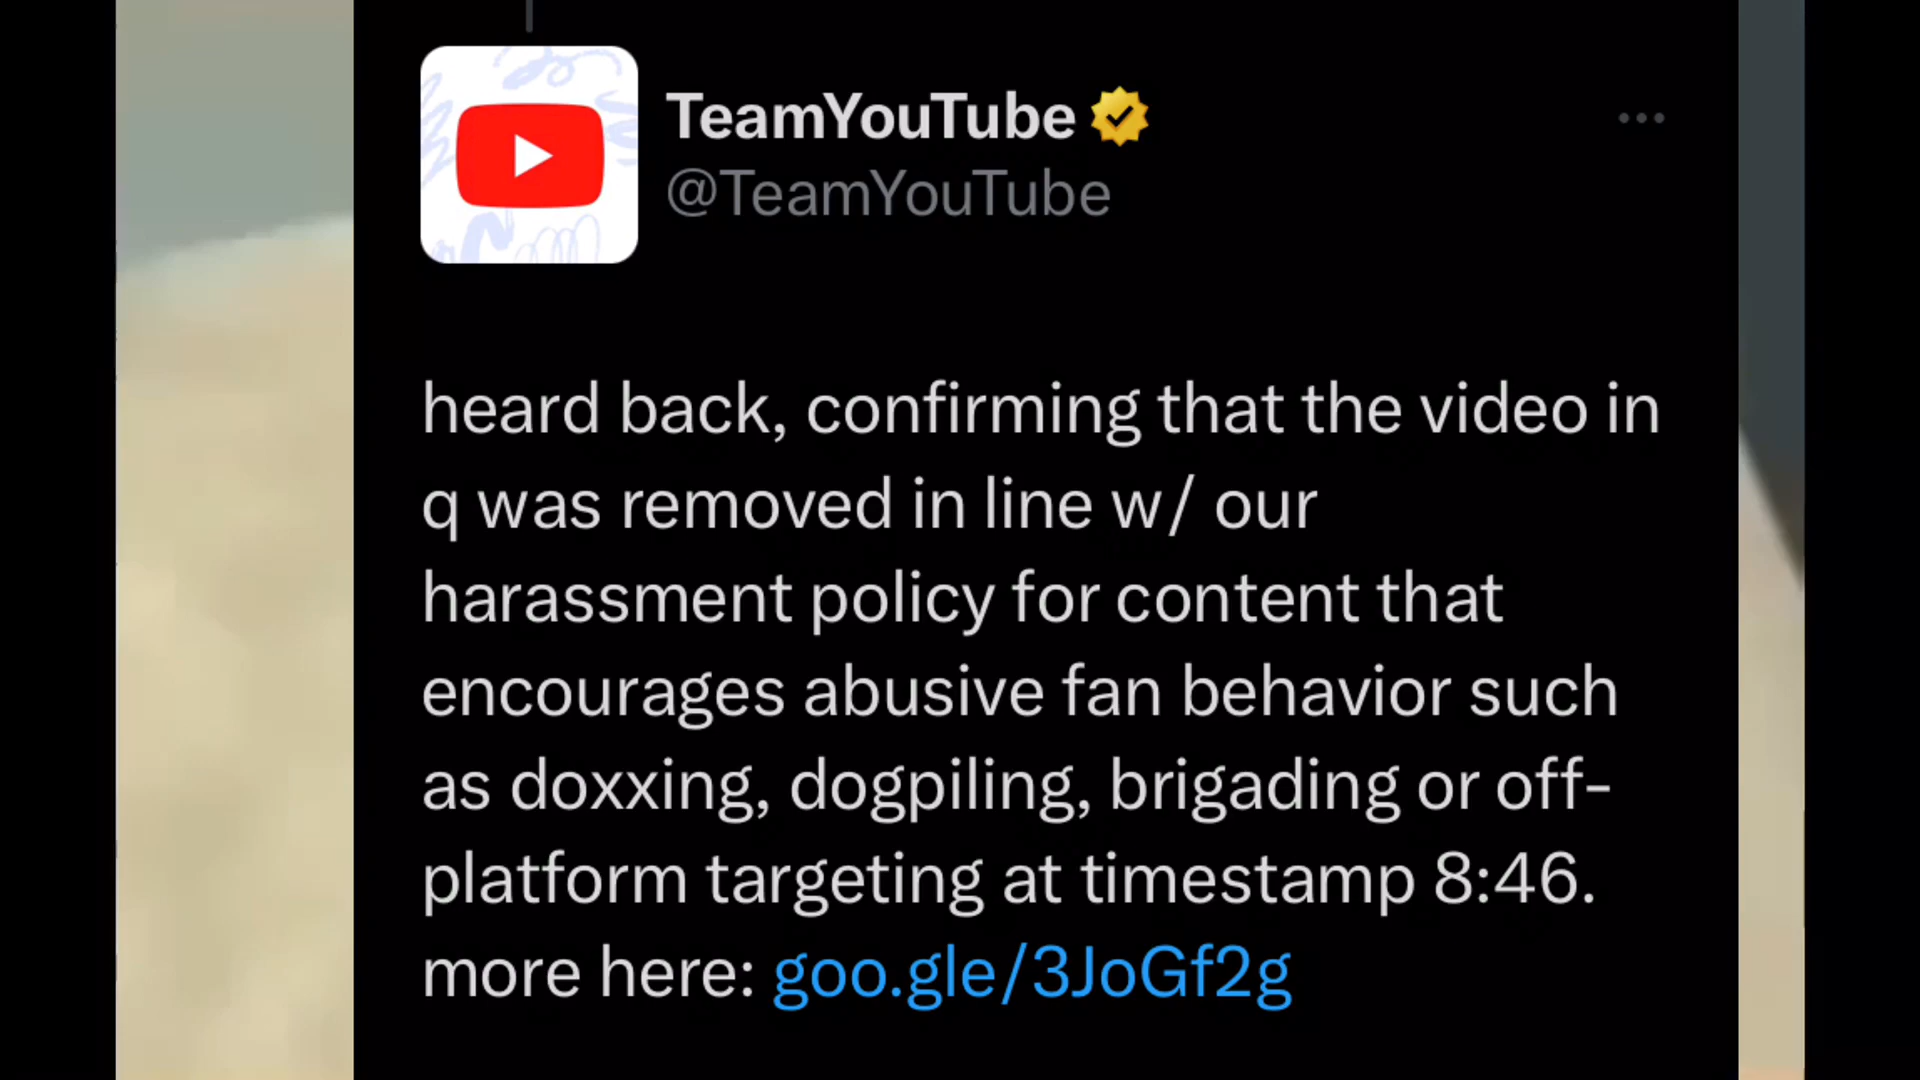 TeamYouTube
@TeamYouTube
heard back, confirming that the video in
q was removed in line w/ our
harassment policy for content that
encourages abusive fan behavior such
as doxxing, dogpiling, brigading or off-
platform targeting at timestamp 8:46.
more here: goo.gle/3JoGf2g